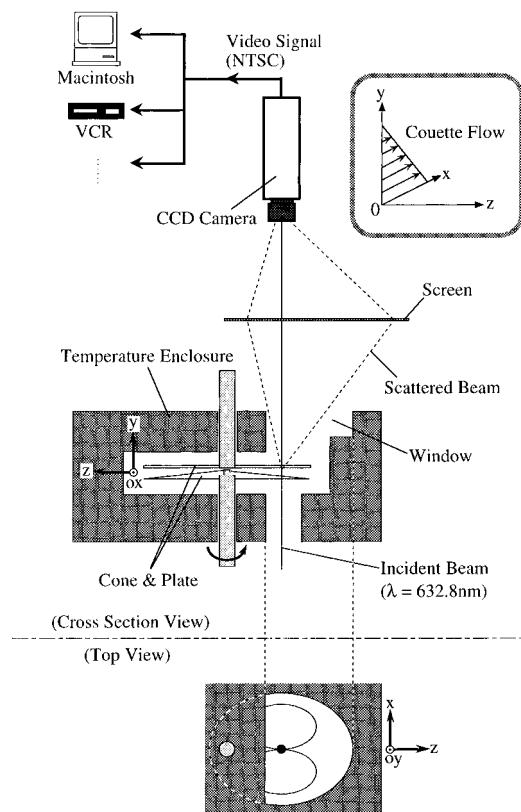 Macintosh
VCR
Video Signal
(NTSC)
CCD Camera
y
Couette Flow
x
0
z
Screen
Temperature Enclosure
Scattered Beam
Window
y
z
ox
Cone & Plate
Incident Beam
(λ = 632.8nm)
(Cross Section View)
(Top View)
x
oy
z